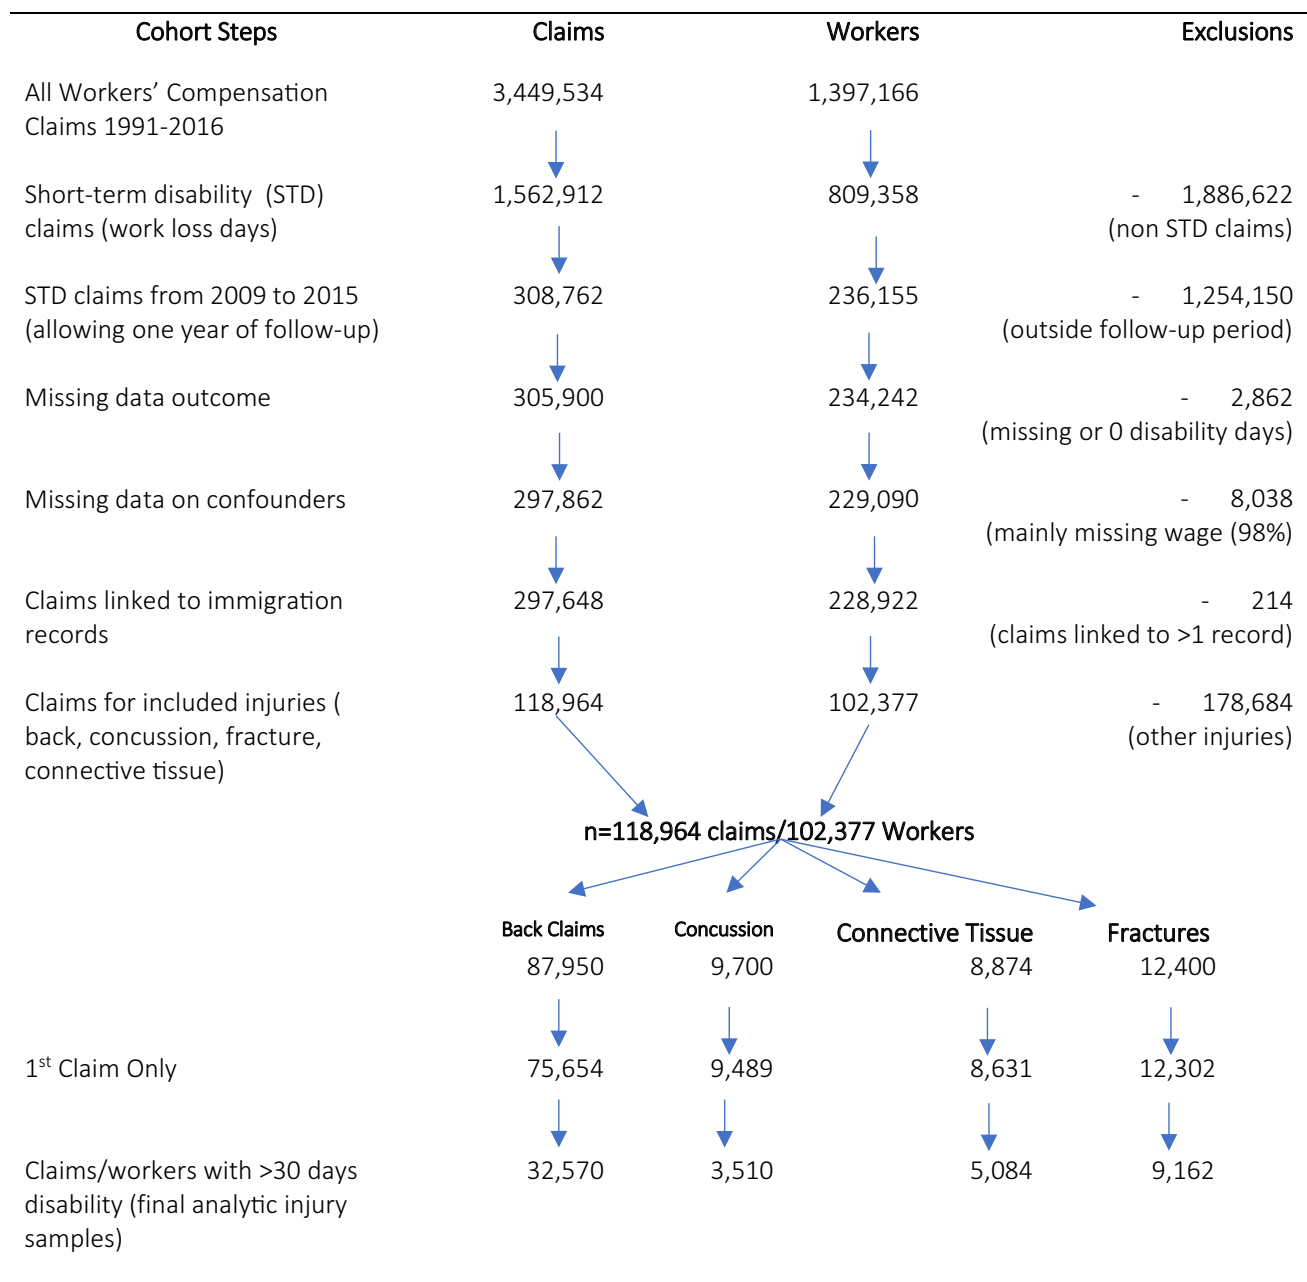 Cohort Steps Claims Workers Exclusions
All Workers’ Compensation 3,449,534 1,397,166
Claims 1991-2016
Short-term disability (STD) 1,562,912 809,358 - 1,886,622
claims (work loss days) (non STD claims)
STD claims from 2009 to 2015 308,762 236,155 - 1,254,150
(allowing one year of follow-up) (outside follow-up period)
Missing data outcome 305,900 234,242 - 2,862
(missing or 0 disability days)
Missing data on confounders 297,862 229,090 - 8,038
(mainly missing wage (98%)
Claims linked to immigration 297,648 228,922 - 214
records (claims linked to >1 record)
Claims for included injuries ( 118,964 102,377 - 178,684
back, concussion, fracture, (other injuries)
connective tissue)
n=118,964 claims/102,377 Workers
Back Claims Concussion Connective Tissue Fractures
87,950 9,700 8,874 12,400
1st Claim Only 75,654 9,489 8,631 12,302
Claims/workers with >30 days 32,570 3,510 5,084 9,162
disability (final analytic injury
samples)